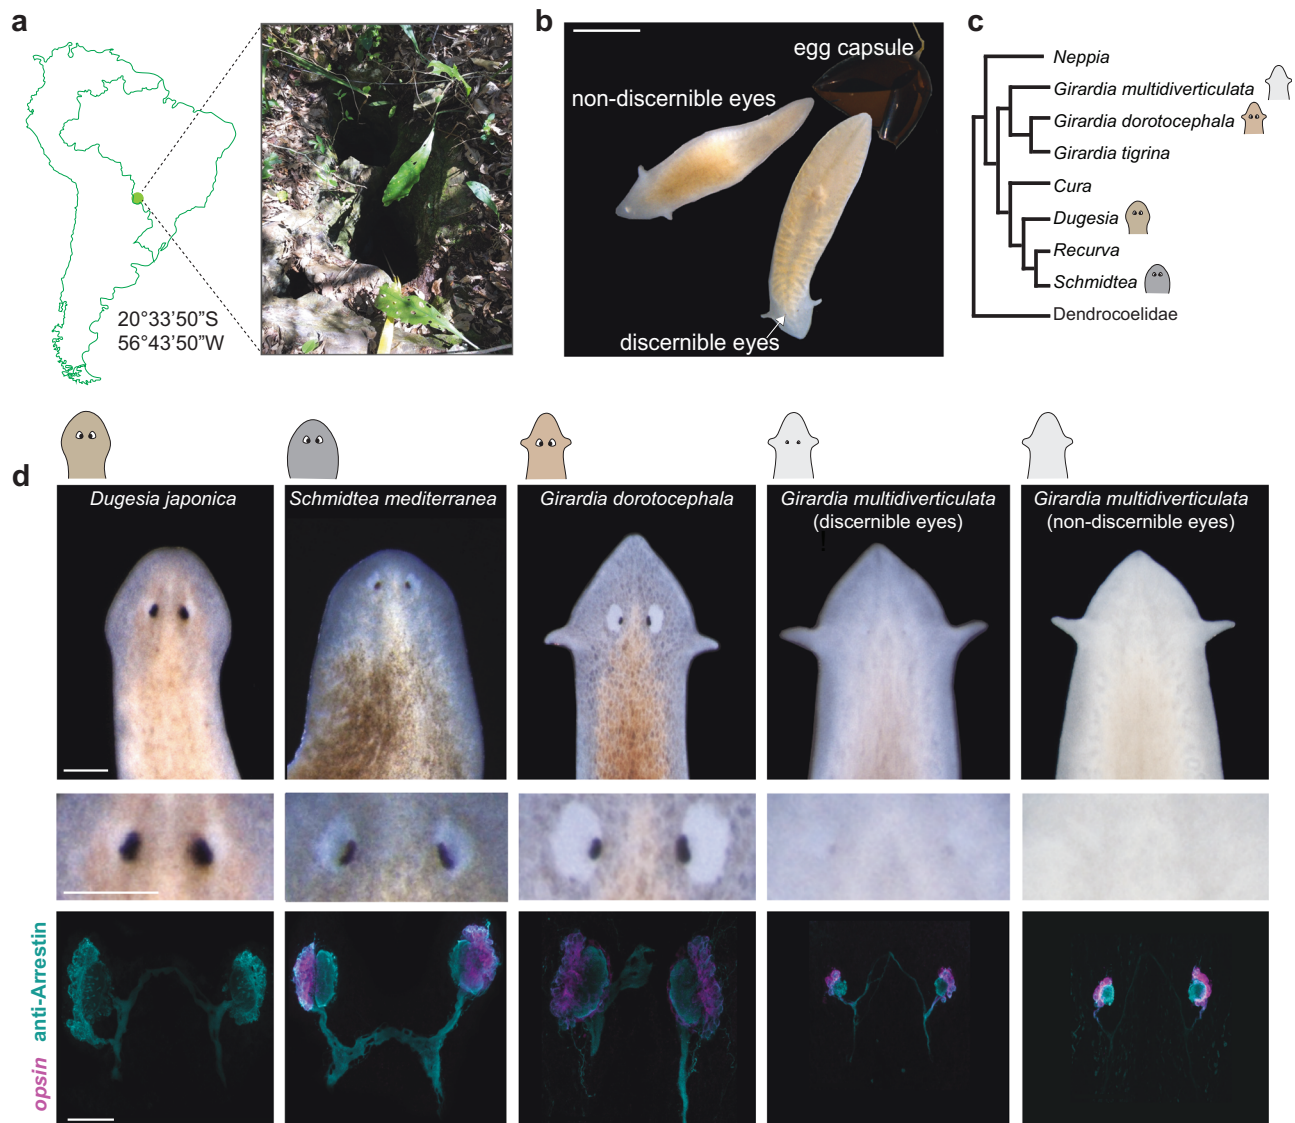 a
20°33’50”S
56°43’50”W
b
egg capsule
non-discernible eyes
discernible eyes
c
Neppia
Girardia multidiverticulata
Girardia dorotocephala
Girardia tigrina
Cura
Dugesia
Recurva
Schmidtea
Dendrocoelidae
d
Dugesia japonica
Schmidtea mediterranea
Girardia dorotocephala
Girardia multidiverticulata
(discernible eyes)
!
Girardia multidiverticulata
(non-discernible eyes)
opsin anti-Arrestin